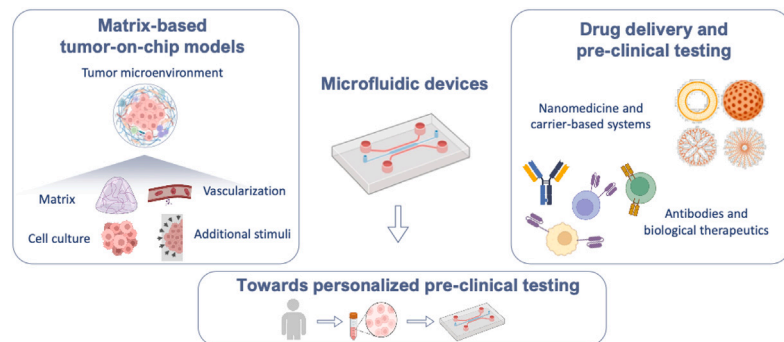 Matrix-based
tumor-on-chip models
Tumor microenvironment
Matrix
Vascularization
Cell culture
Additional stimuli
Microfluidic devices
Drug delivery and
pre-clinical testing
Nanomedicine and
carrier-based systems
Antibodies and
biological therapeutics
Towards personalized pre-clinical testing